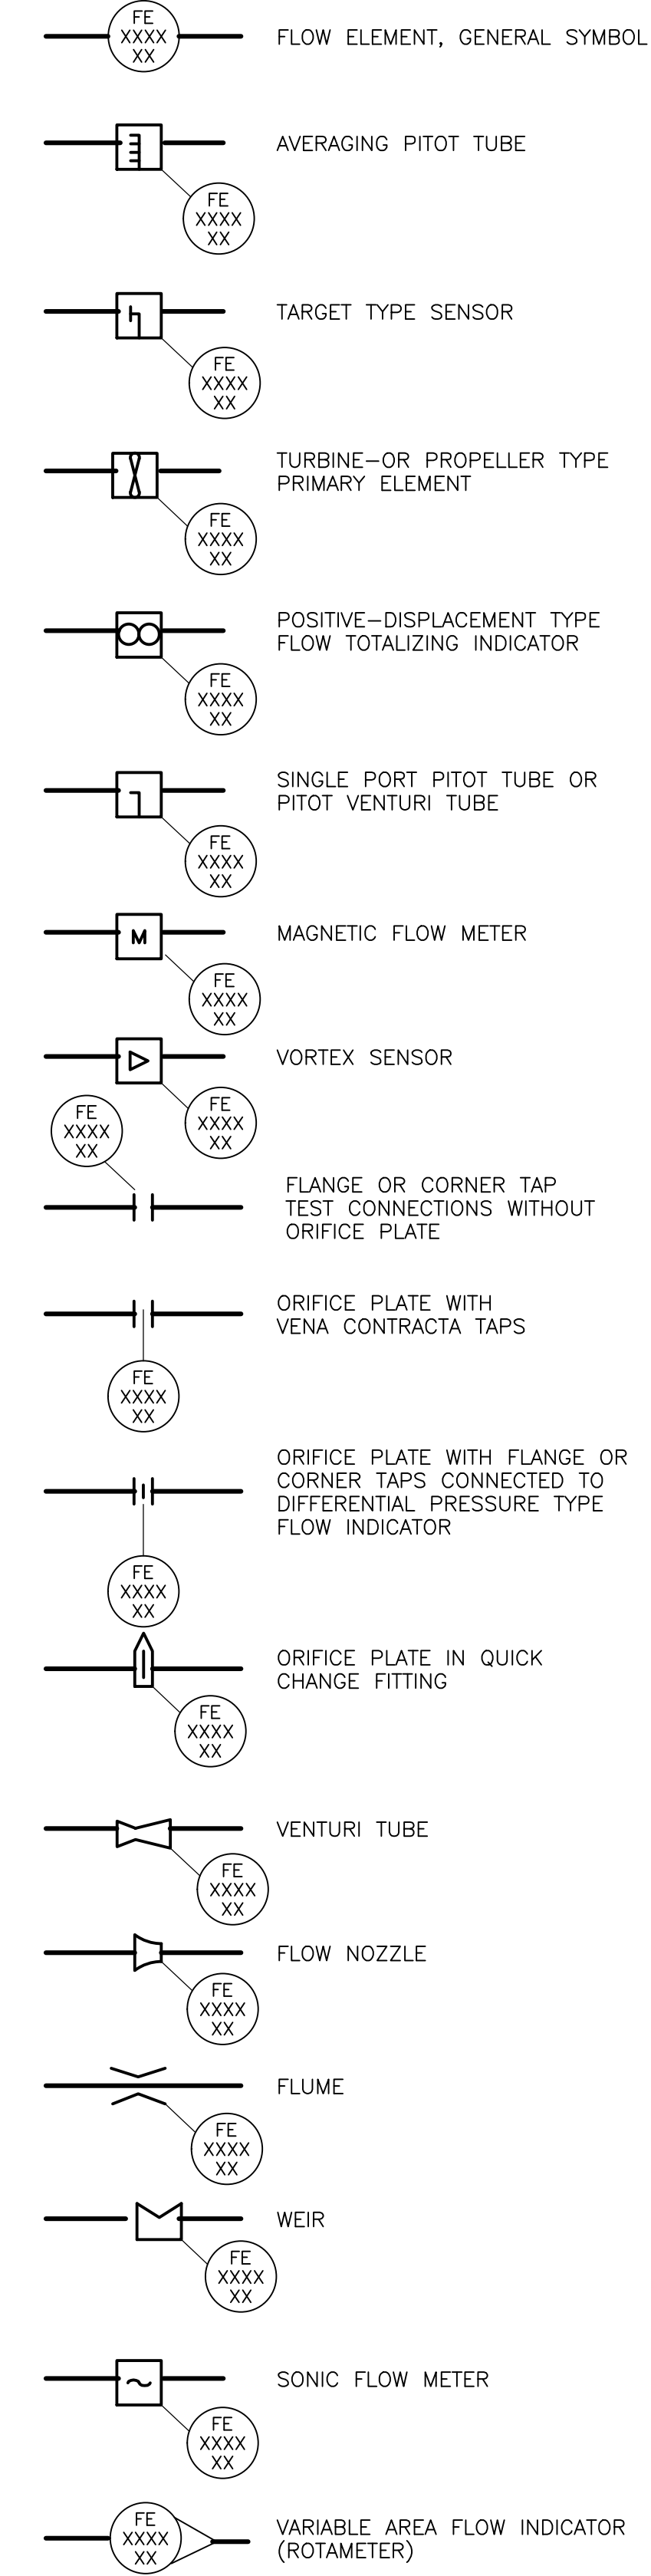 FE
XXXX
XX
FLOW ELEMENT, GENERAL SYMBOL
AVERAGING PITOT TUBE
FE
XXXX
XX
TARGET TYPE SENSOR
FE
XXXX
XX
TURBINE-OR PROPELLER TYPE
PRIMARY ELEMENT
FE
XXXX
XX
POSITIVE-DISPLACEMENT TYPE
FLOW TOTALIZING INDICATOR
FE
XXXX
XX
SINGLE PORT PITOT TUBE OR
PITOT VENTURI TUBE
FE
XXXX
XX
M
MAGNETIC FLOW METER
FE
XXXX
XX
VORTEX SENSOR
FE
XXXX
XX
FE
XXXX
XX
FLANGE OR CORNER TAP
TEST CONNECTIONS WITHOUT
ORIFICE PLATE
ORIFICE PLATE WITH
VENA CONTRACTA TAPS
FE
XXXX
XX
ORIFICE PLATE WITH FLANGE OR
CORNER TAPS CONNECTED TO
DIFFERENTIAL PRESSURE TYPE
FLOW INDICATOR
FE
XXXX
XX
ORIFICE PLATE IN QUICK
CHANGE FITTING
FE
XXXX
XX
VENTURI TUBE
FE
XXXX
XX
FLOW NOZZLE
FE
XXXX
XX
FLUME
FE
XXXX
XX
WEIR
FE
XXXX
XX
SONIC FLOW METER
FE
XXXX
XX
FE
XXXX
XX
VARIABLE AREA FLOW INDICATOR
(ROTAMETER)